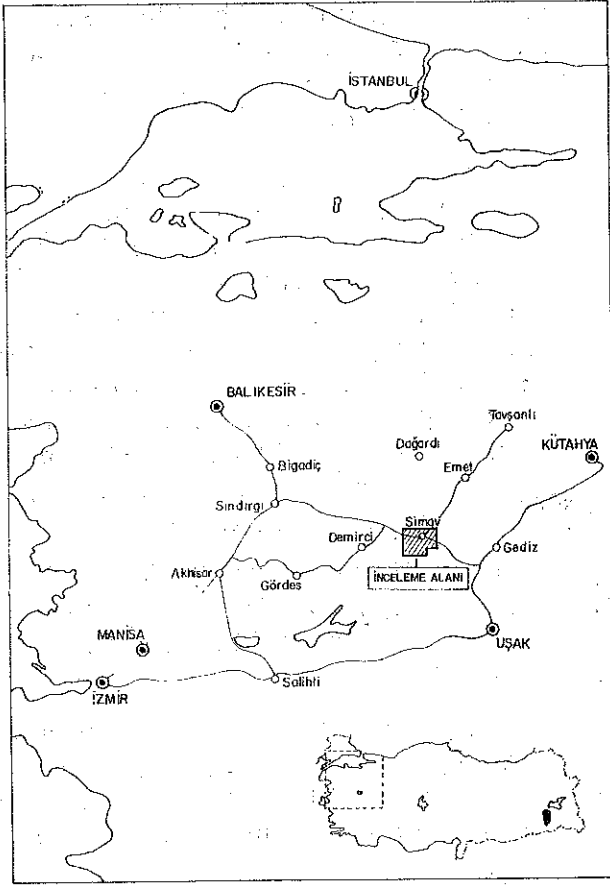 İSTANBUL
BALIKESİR
Tavşanlı
Dağardı
KÜTAHYA
Bigadiç
Emet
Sındırgı
Simav
Demirci
Gediz
Akhisar
Gördes
İNCELEME ALANI
MANİSA
UŞAK
Salihli
İZMİR